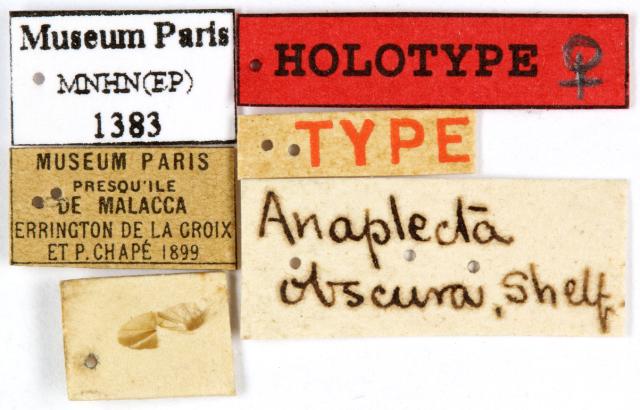 Museum Paris
MNHN(EP)
1383
HOLOTYPE ♀
TYPE
MUSEUM PARIS
PRESQU'ILE
DE MALACCA
ERRINGTON DE LA CROIX
ET P. CHAPÉ 1899
Anaplecta
obscura, Shelf.